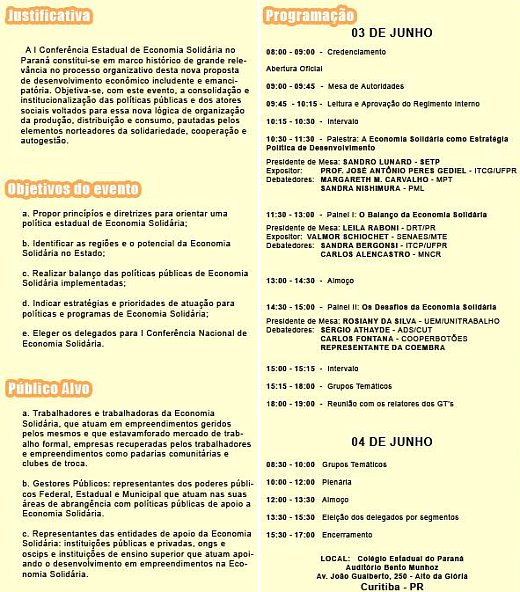 Justificativa
A I Conferência Estadual de Economia Solidária no
Paraná constitui-se em marco histórico de grande rele-
vância no processo organizativo desta nova proposta
de desenvolvimento econômico includente e emanci-
patória. Objetiva-se, com este evento, a consolidação e
institucionalização das políticas públicas e dos atores
sociais voltados para essa nova lógica de organização
da produção, distribuição e consumo, pautadas pelos
elementos norteadores da solidariedade, cooperação e
autogestão.
Objetivos do evento
a. Propor princípios e diretrizes para orientar uma
política estadual de Economia Solidária;
b. Identificar as regiões e o potencial da Economia
Solidária no Estado;
c. Realizar balanço das políticas públicas de Economia
Solidária implementadas;
d. Indicar estratégias e prioridades de atuação para
políticas e programas de Economia Solidária;
e. Eleger os delegados para I Conferência Nacional de
Economia Solidária.
Público Alvo
a. Trabalhadores e trabalhadoras da Economia
Solidária, que atuam em empreendimentos geridos
pelos mesmos e que estavamforado mercado de trab-
alho formal, empresas recuperadas pelos trabalhadores
e empreendimentos como padarias comunitárias e
clubes de troca.
b. Gestores Públicos: representantes dos poderes públi-
cos Federal, Estadual e Municipal que atuam nas suas
áreas de abrangência com políticas públicas de apoio a
Economia Solidária.
c. Representantes das entidades de apoio da Economia
Solidária: instituições públicas e privadas, ongs e
oscips e instituições de ensino superior que atuam apoi-
ando o desenvolvimento em empreendimentos na Eco-
nomia Solidária.
Programação
03 DE JUNHO
08:00 - 09:00 - Credenciamento
Abertura Oficial
09:00 - 09:45 - Mesa de Autoridades
09:45 - 10:15 - Leitura e Aprovação do Regimento Interno
10:15 - 10:30 - Intervalo
10:30 - 11:30 - Palestra: A Economia Solidária como Estratégia
Política de Desenvolvimento
Presidente de Mesa: SANDRO LUNARD - SETP
Expositor: PROF. JOSÉ ANTÔNIO PERES GEDIEL - ITCG/UFPR
Debatedores: MARGARETH M. CARVALHO - MPT
SANDRA NISHIMURA - PML
11:30 - 13:00 - Painel I: O Balanço da Economia Solidária
Presidente de Mesa: LEILA RABONI - DRT/PR
Expositor: VALMOR SCHIOCHET - SENAES/MTE
Debatedores: SANDRA BERGONSI - ITCP/UFPR
CARLOS ALENCASTRO - MNCR
13:00 - 14:30 - Almoço
14:30 - 15:00 - Painel II: Os Desafios da Economia Solidária
Presidente de Mesa: ROSIANY DA SILVA - UEM/UNITRABALHO
Debatedores: SÉRGIO ATHAYDE - ADS/CUT
CARLOS FONTANA - COOPERBOTÕES
REPRESENTANTE DA COEMBRA
15:00 - 15:15 - Intervalo
15:15 - 18:00 - Grupos Temáticos
18:00 - 19:00 - Reunião com os relatores dos GT's
04 DE JUNHO
08:30 - 10:00 Grupos Temáticos
10:00 - 12:00 - Plenária
12:00 - 13:30 - Almoço
13:30 - 15:30 - Eleição dos delegados por segmentos
15:30 - 17:00 - Encerramento
LOCAL: Colégio Estadual do Paraná
Auditório Bento Munhoz
Av. João Gualberto, 250 - Alto da Glória
Curitiba - PR